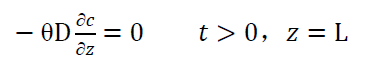 − θD ∂c/∂z = 0 t > 0, z = L